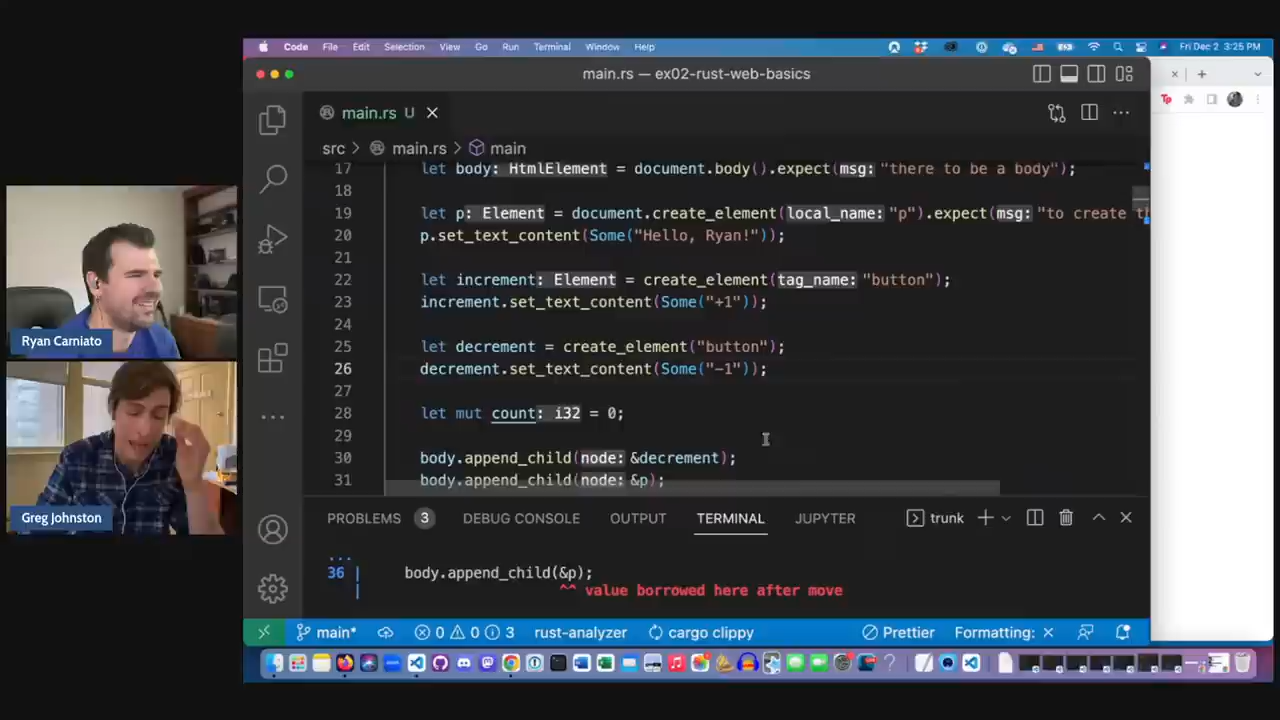 Code File Edit Selection View Go Run Terminal Window Help Fri Dec 2 3:25 PM
main.rs — ex02-rust-web-basics
main.rs U
src > main.rs > main
17 let body: HtmlElement = document.body().expect(msg: "there to be a body");
18
19 let p: Element = document.create_element(local_name: "p").expect(msg: "to create t
20 p.set_text_content(Some("Hello, Ryan!"));
21
22 let increment: Element = create_element(tag_name: "button");
23 increment.set_text_content(Some("+1"));
24
25 let decrement = create_element("button");
26 decrement.set_text_content(Some("−1"));
27
28 let mut count: i32 = 0;
29
30 body.append_child(node: &decrement);
31 body.append_child(node: &p);
PROBLEMS 3 DEBUG CONSOLE OUTPUT TERMINAL JUPYTER trunk
...
36 | body.append_child(&p);
| ^^ value borrowed here after move
main* 0 0 3 rust-analyzer cargo clippy Prettier Formatting: ×
Ryan Carniato
Greg Johnston